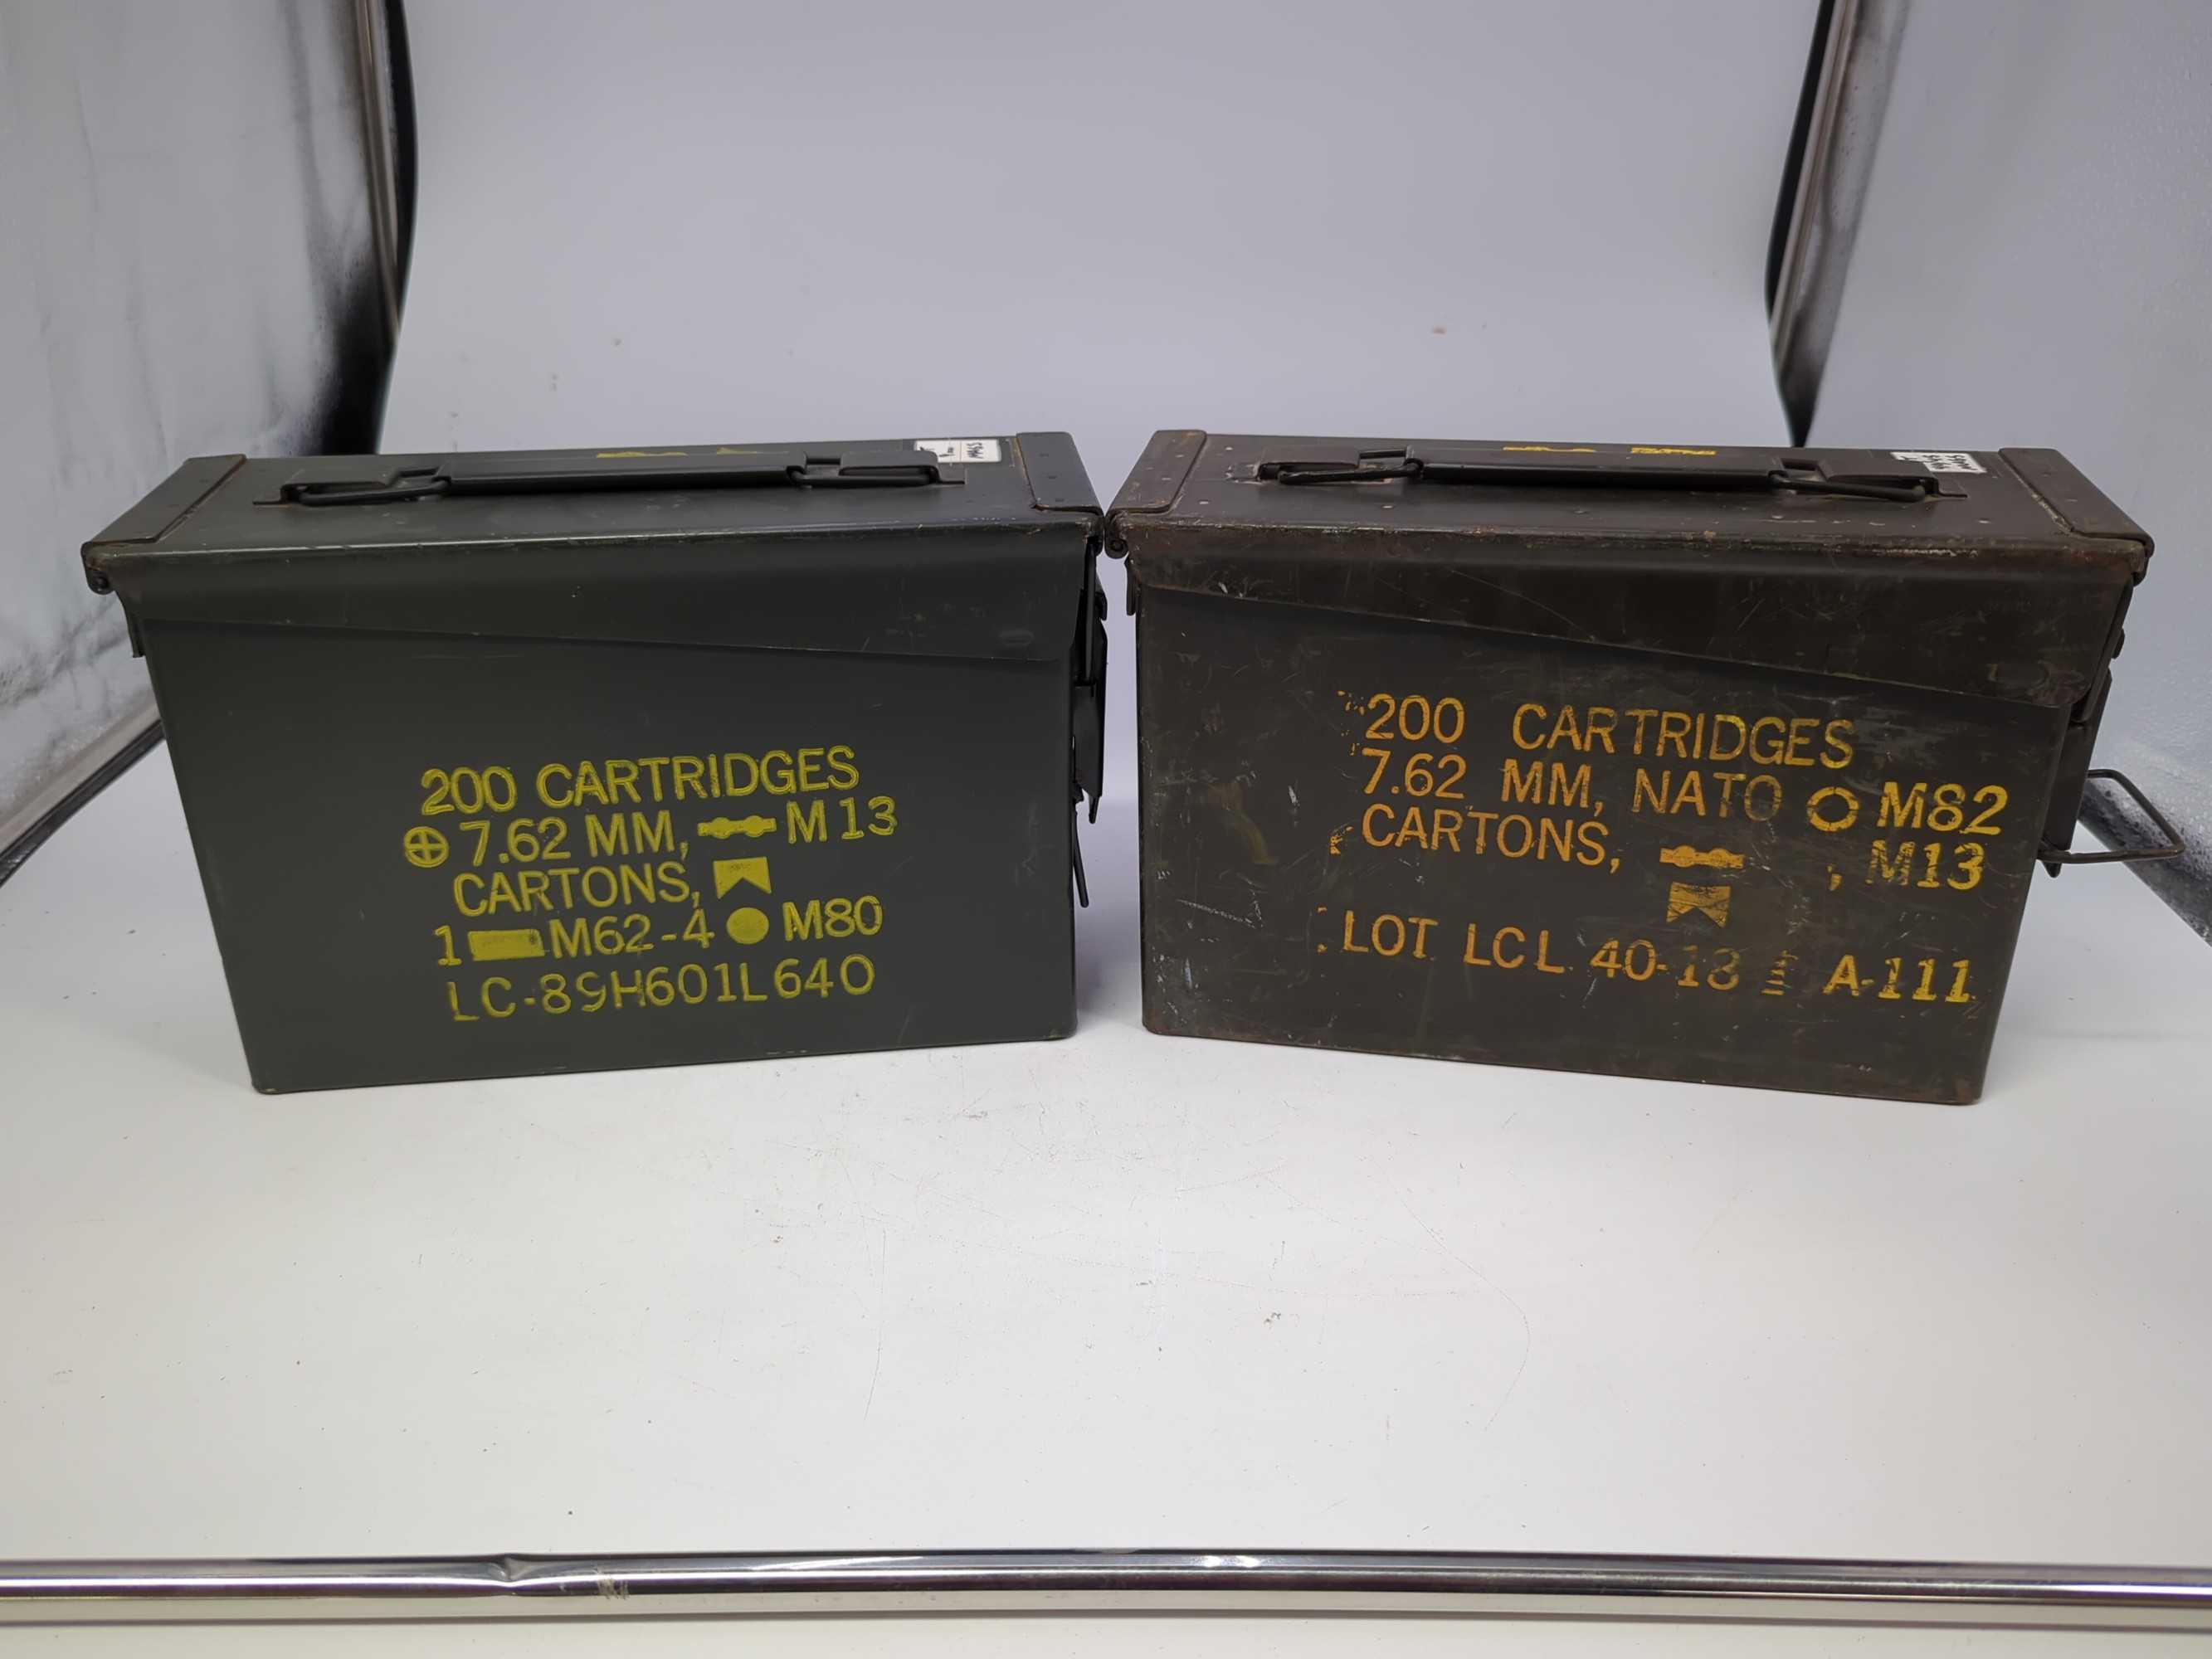 200 CARTRIDGES
7.62 MM, M13
CARTONS,
1 M62-4 M80
LC-89H601L640
200 CARTRIDGES
7.62 MM, NATO M82
CARTONS, , M13
LOT LCL 40-13 A-111